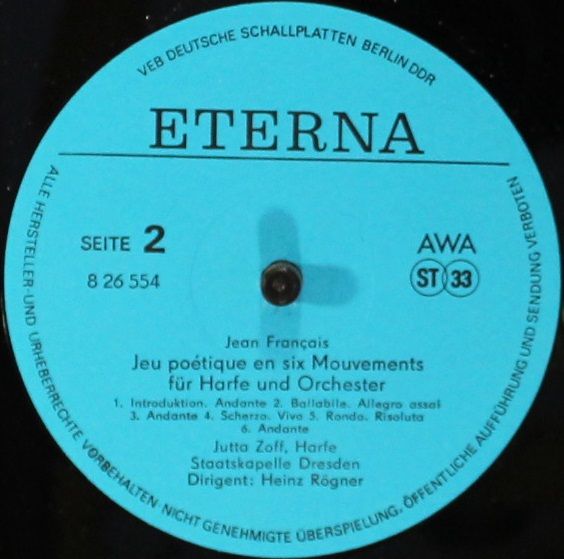 VEB DEUTSCHE SCHALLPLATTEN BERLIN DDR
ETERNA
SEITE 2
8 26 554
AWA
ST 33
Jean Français
Jeu poétique en six Mouvements
für Harfe und Orchester
1. Introduktion. Andante 2. Ballabile. Allegro assai
3. Andante 4. Scherzo. Vivo 5. Rondo. Risoluto
6. Andante
Jutta Zoff, Harfe
Staatskapelle Dresden
Dirigent: Heinz Rögner
ALLE HERSTELLER- UND URHEBERRECHTE VORBEHALTEN NICHT GENEHMIGTE ÜBERSPIELUNG, ÖFFENTLICHE AUFFÜHRUNG UND SENDUNG VERBOTEN